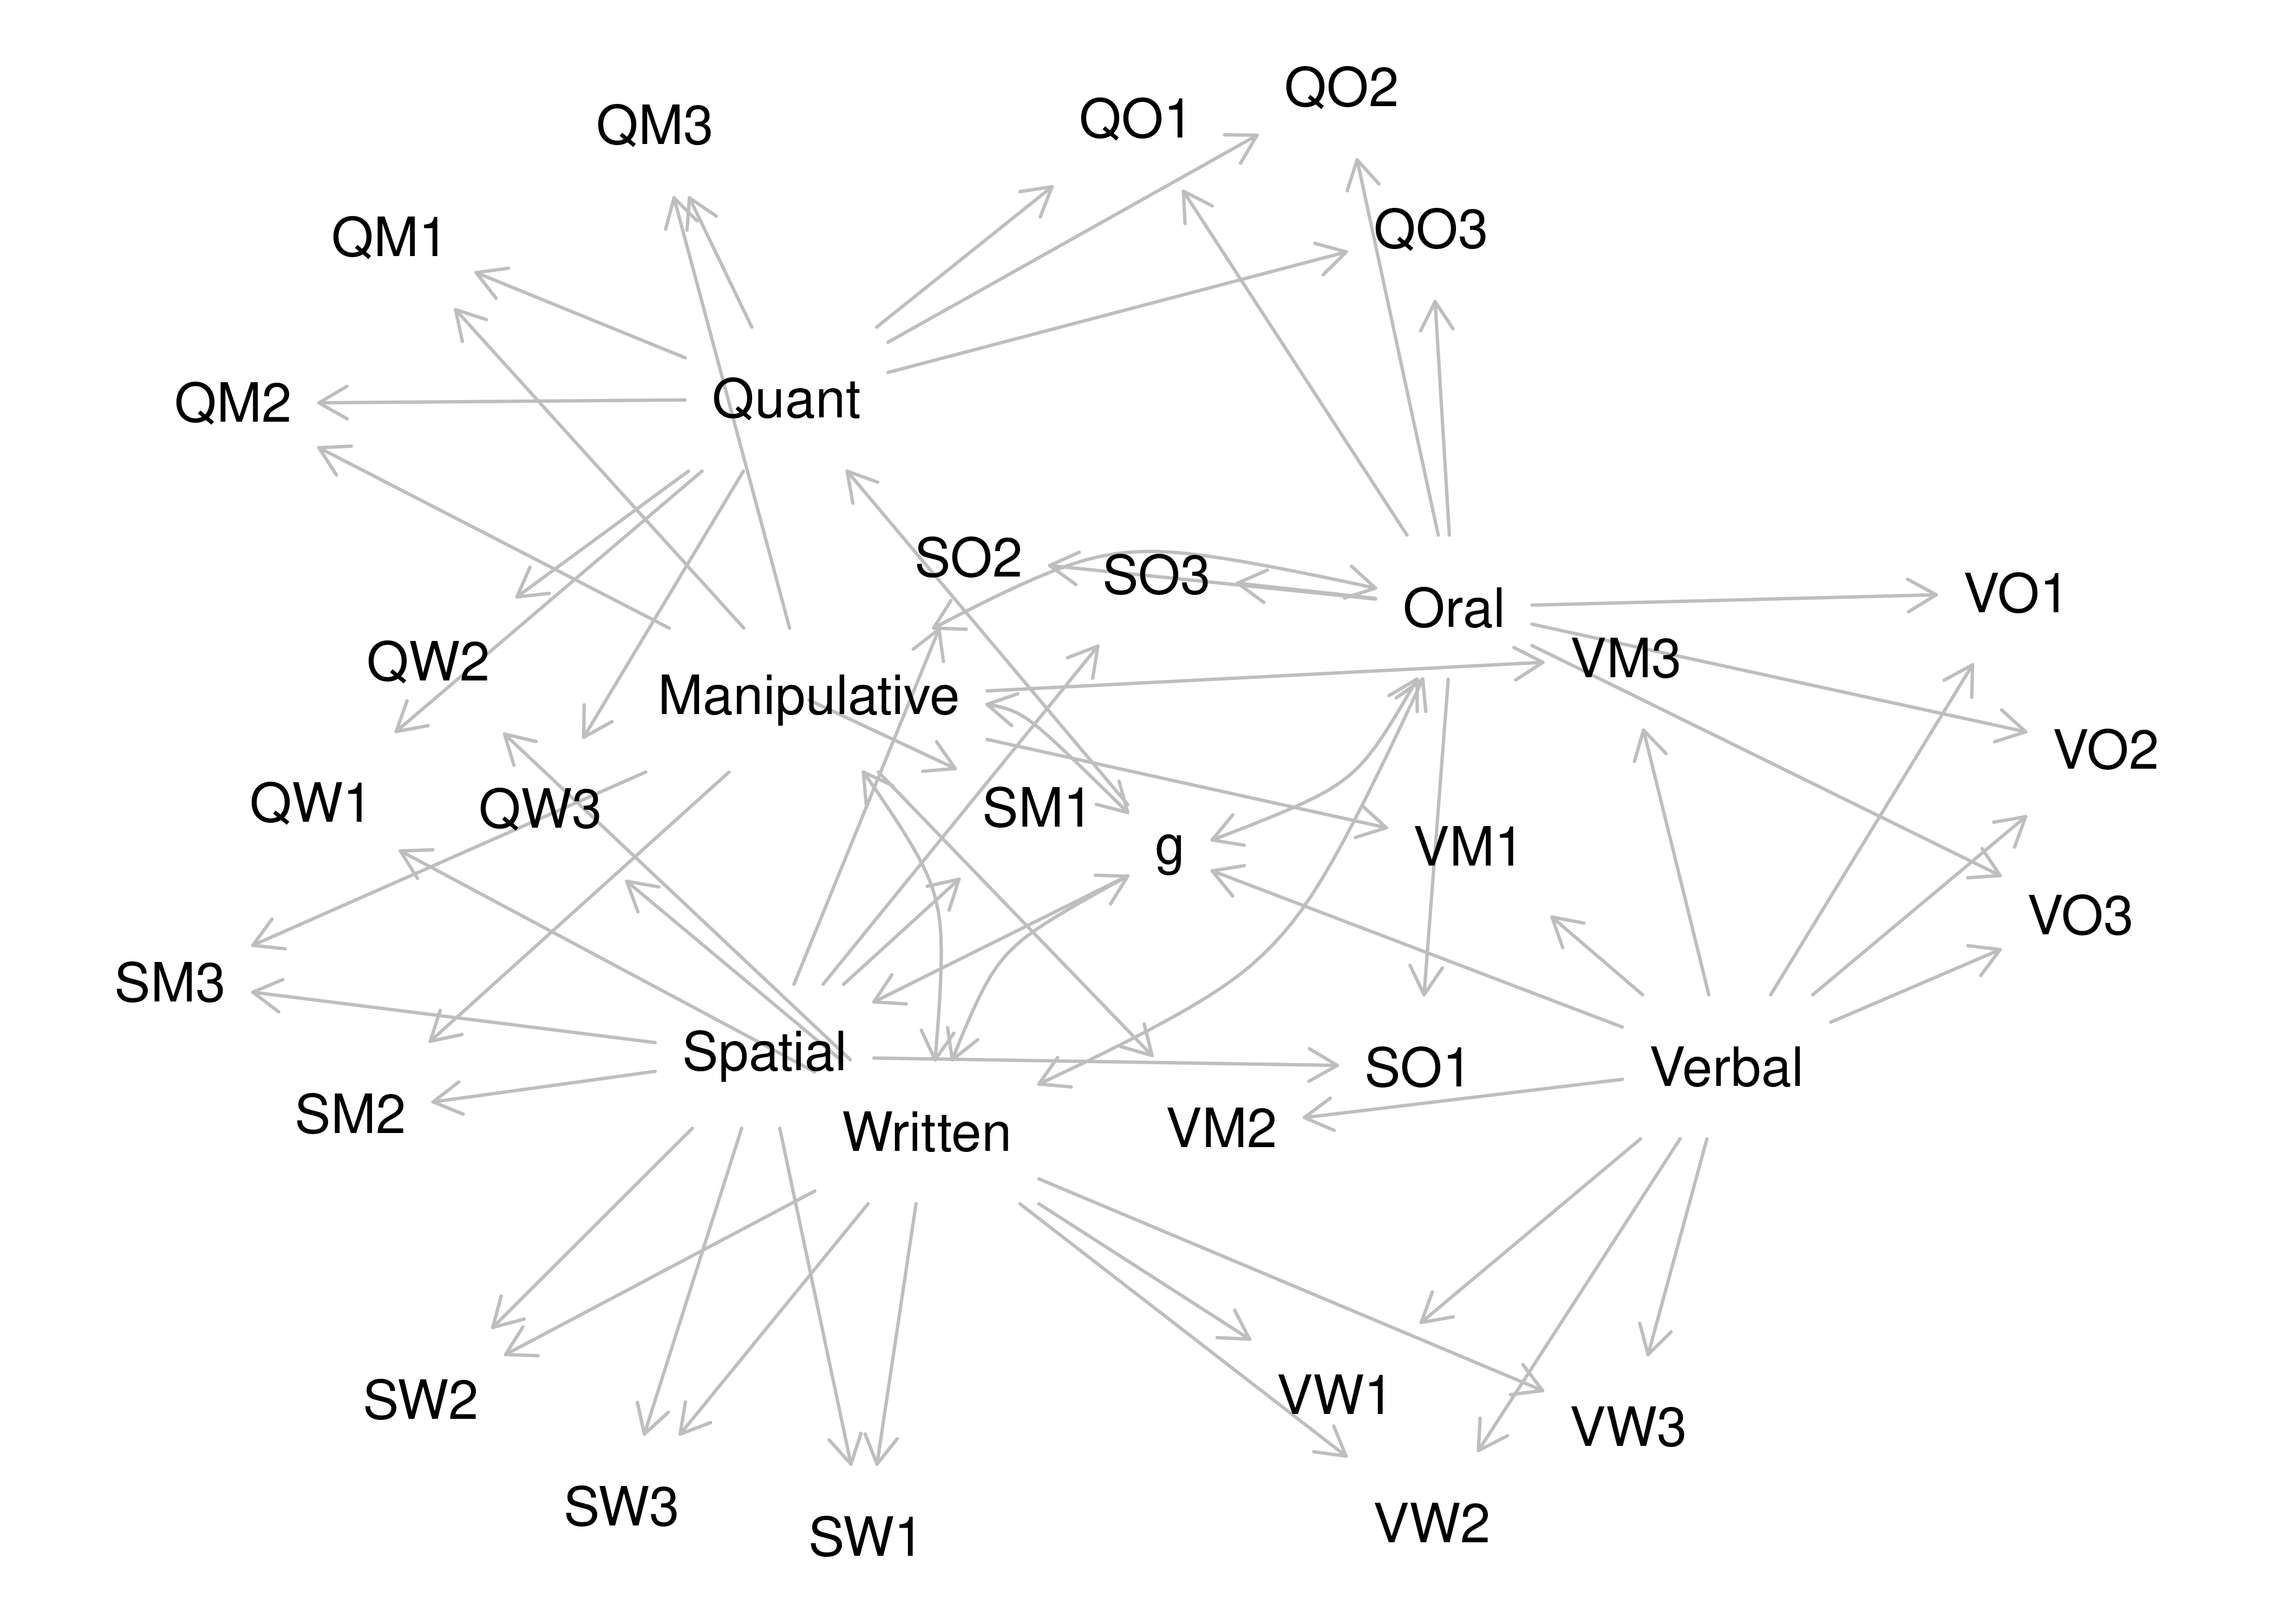 QO2
QM3
QO1
QM1
QO3
Quant
QM2
SO2
SO3
VO1
Oral
QW2
VM3
Manipulative
VO2
QW1
QW3
SM1
g
VM1
VO3
SM3
Spatial
SO1
Verbal
SM2
Written
VM2
SW2
VW1
VW3
SW3
SW1
VW2